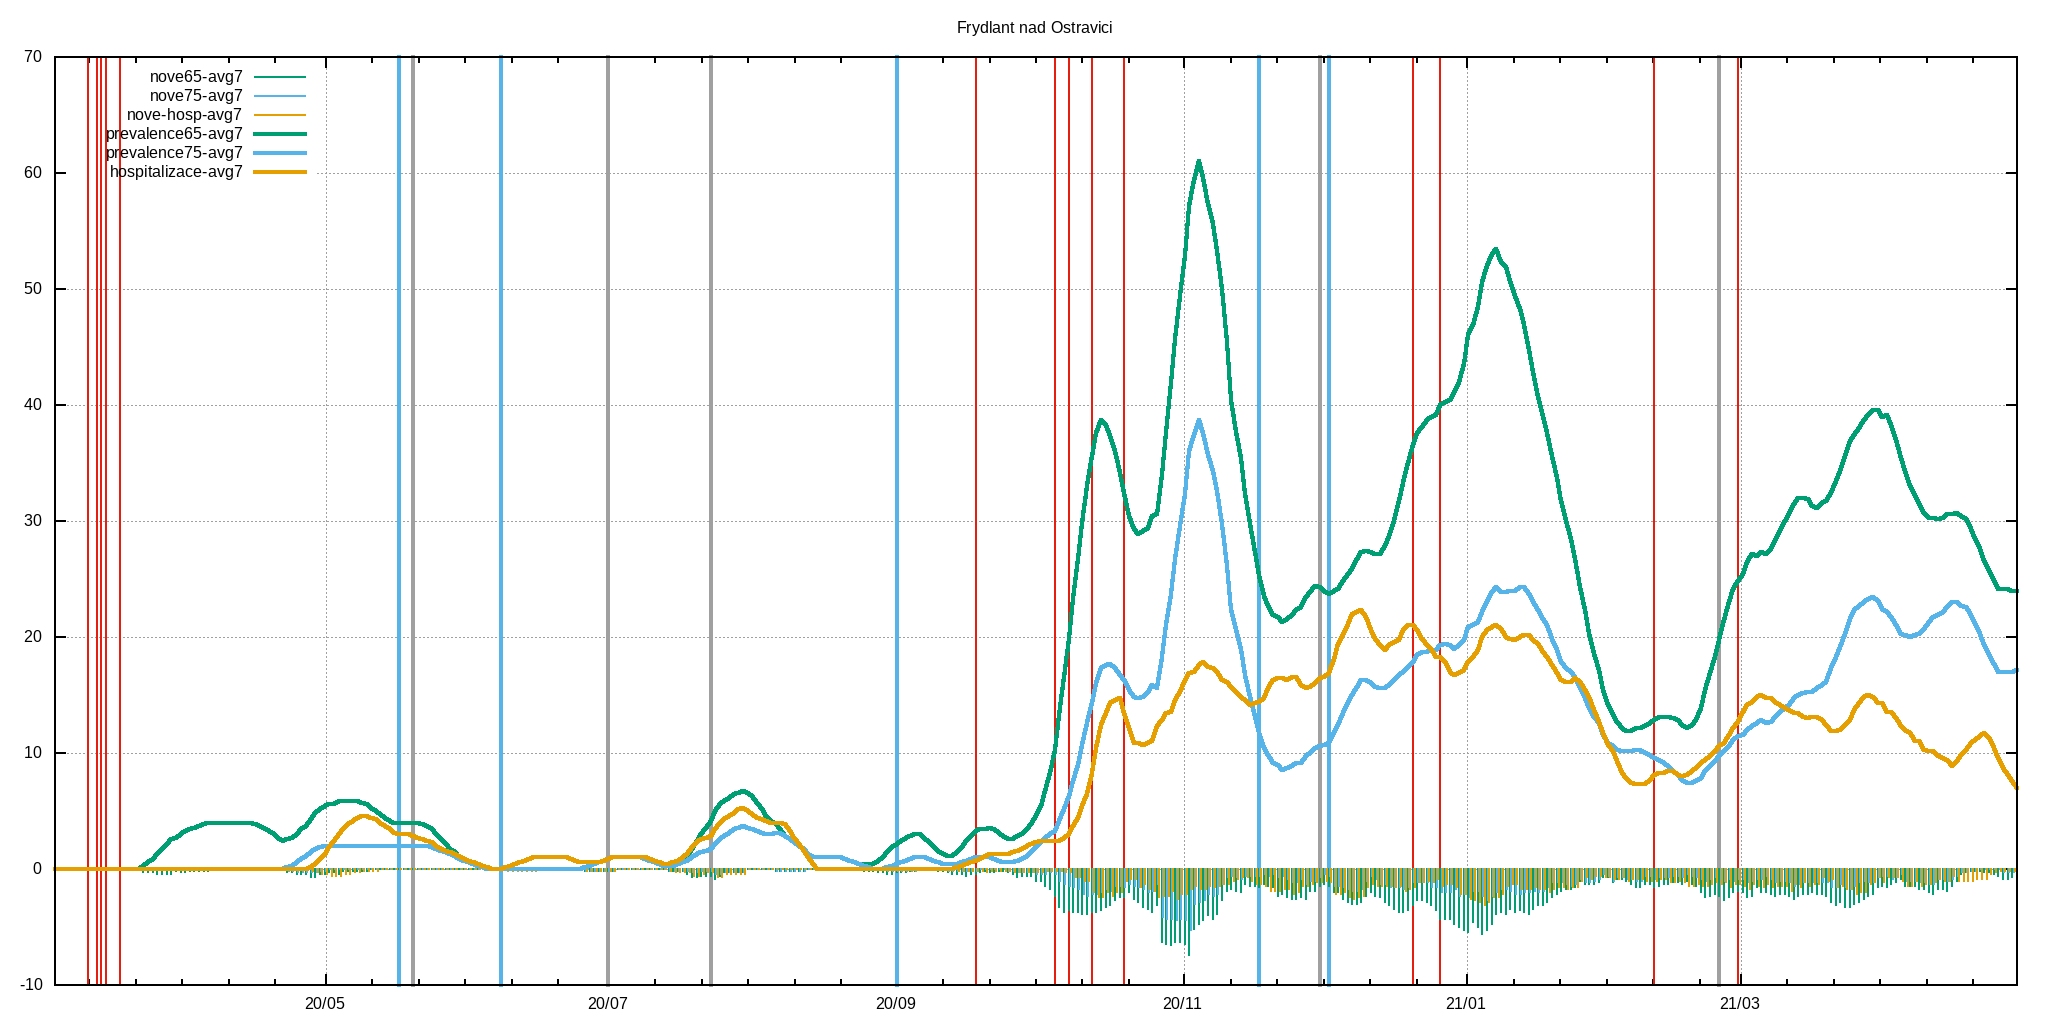 Frydlant nad Ostravici
70
60
50
40
30
20
10
0
-10
nove65-avg7
nove75-avg7
nove-hosp-avg7
prevalence65-avg7
prevalence75-avg7
hospitalizace-avg7
20/05 20/07 20/09 20/11 21/01 21/03